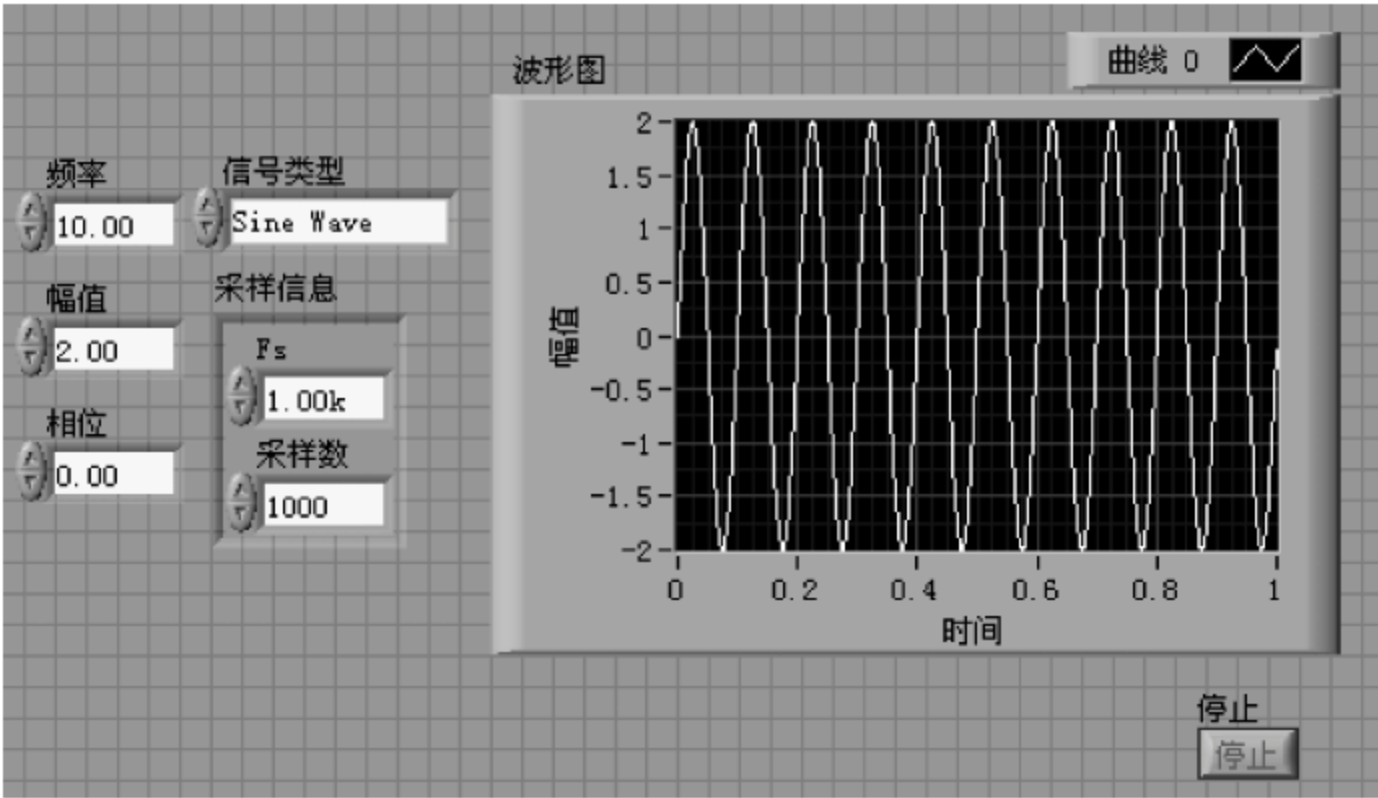 频率
10.00
幅值
2.00
相位
0.00
信号类型
Sine Wave
采样信息
Fs
1.00k
采样数
1000
波形图
曲线 0
幅值
2
1.5
1
0.5
0
-0.5
-1
-1.5
-2
0 0.2 0.4 0.6 0.8 1
时间
停止
停止